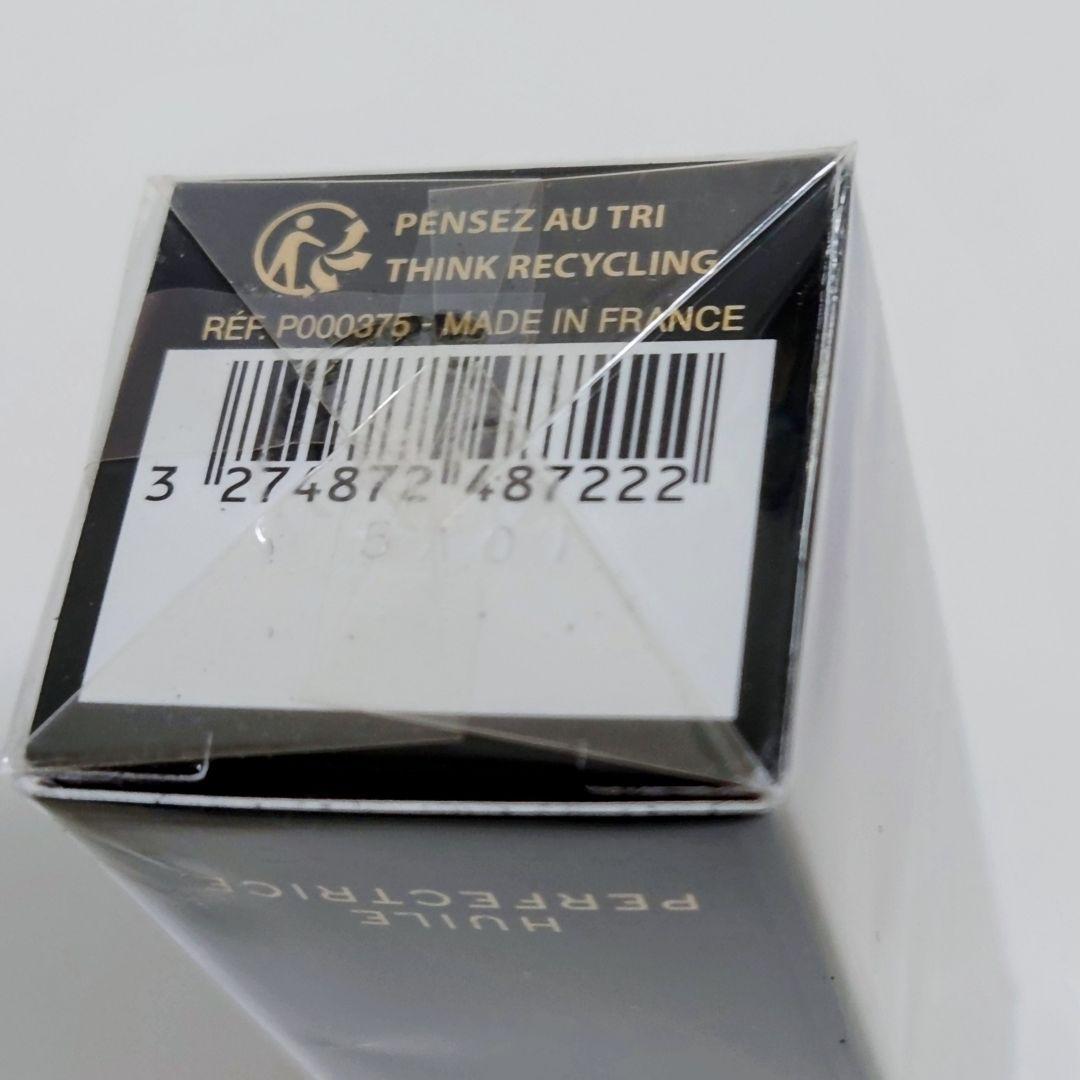 PENSEZ AU TRI
THINK RECYCLING
RÉF. P000375 - MADE IN FRANCE
3 274872 487222
HUILE
PERFECTRICE